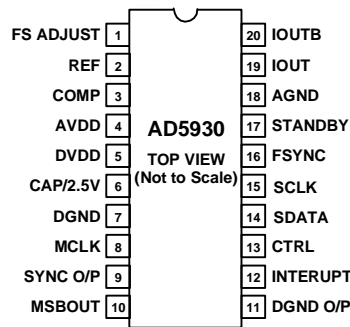 FS ADJUST 1
REF 2
COMP 3
AVDD 4
DVDD 5
CAP/2.5V 6
DGND 7
MCLK 8
SYNC O/P 9
MSBOUT 10
AD5930
TOP VIEW
(Not to Scale)
20 IOUTB
19 IOUT
18 AGND
17 STANDBY
16 FSYNC
15 SCLK
14 SDATA
13 CTRL
12 INTERUPT
11 DGND O/P